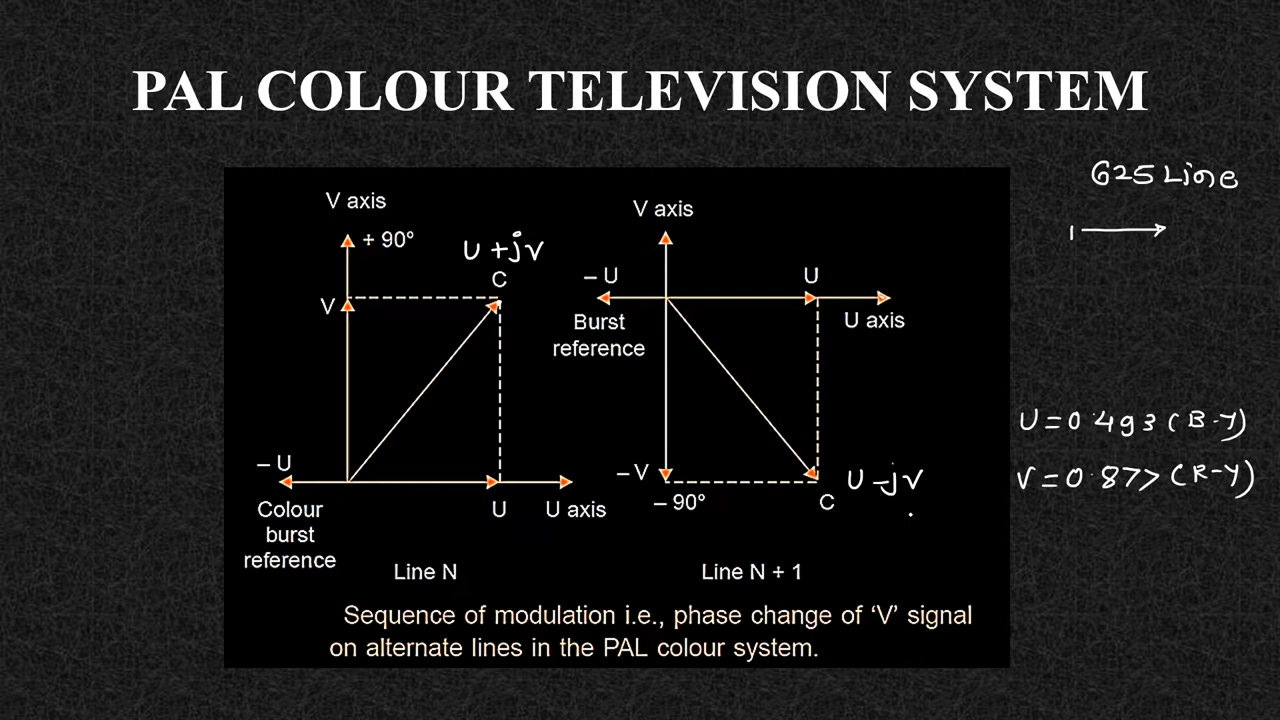 PAL COLOUR TELEVISION SYSTEM
625 Line
1
V axis
+ 90°
U + jV
C
V
– U
Colour
burst
reference
U
U axis
Line N
V axis
– U
U
Burst
reference
U axis
– V
– 90°
C
U - jV
Line N + 1
U = 0.493 (B-Y)
V = 0.877 (R-Y)
Sequence of modulation i.e., phase change of ‘V’ signal
on alternate lines in the PAL colour system.